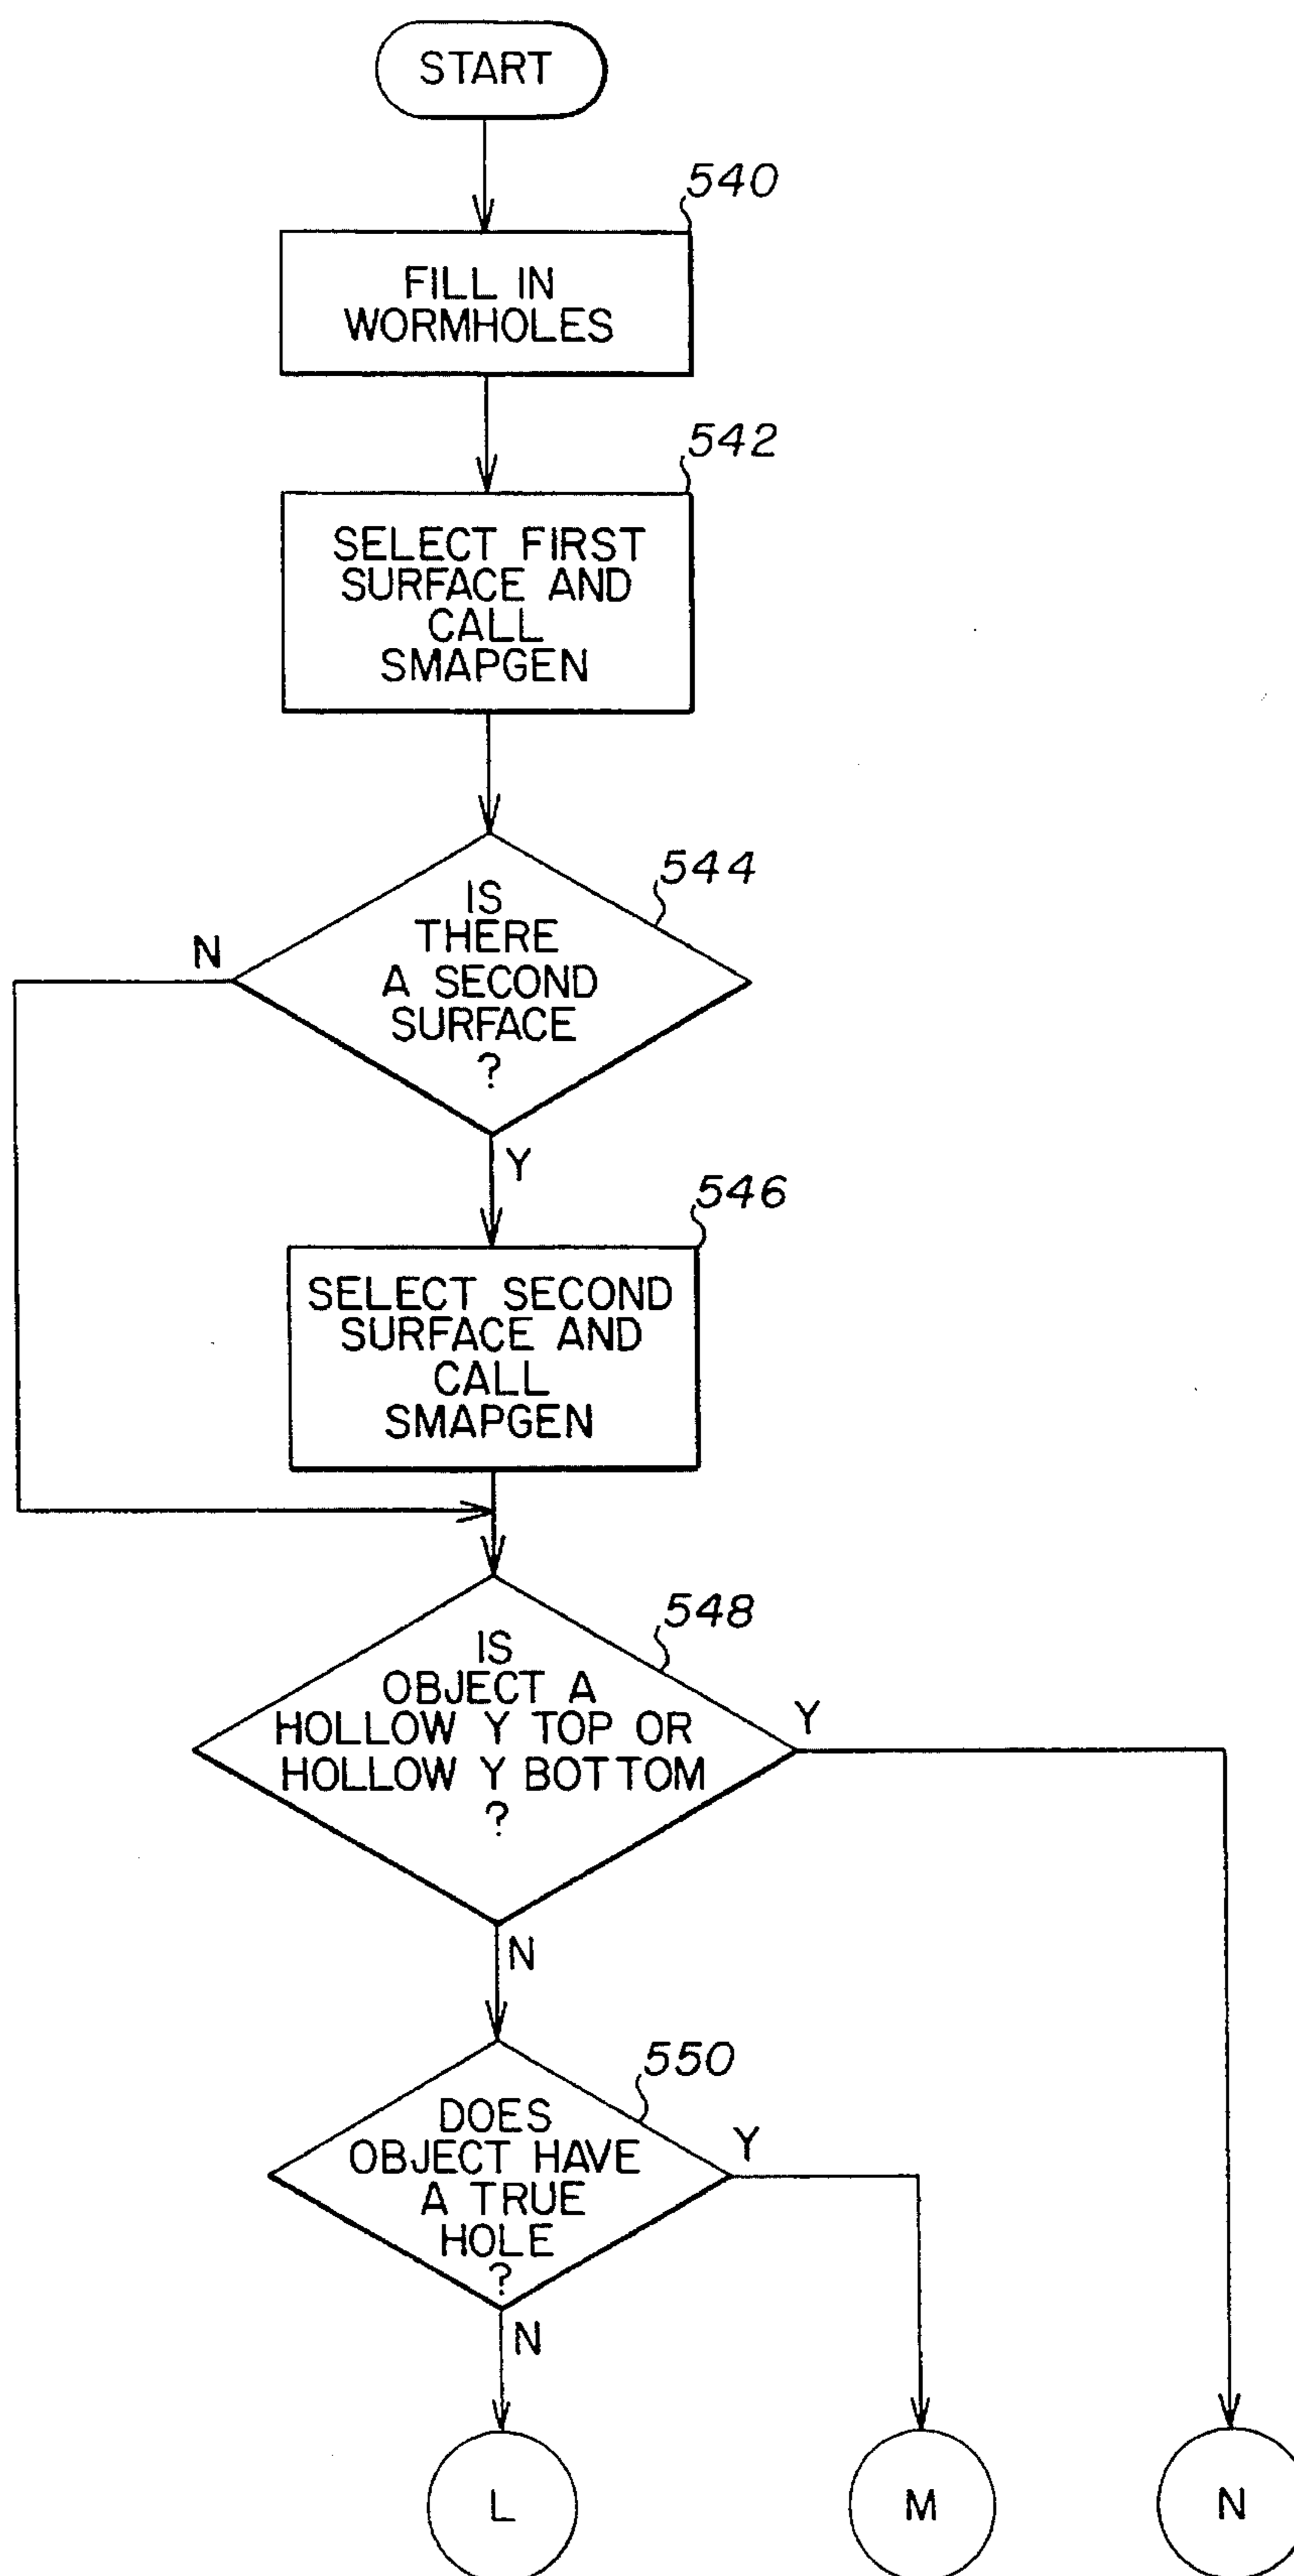 START
540
FILL IN
WORMHOLES
542
SELECT FIRST
SURFACE AND
CALL
SMAPGEN
544
IS
THERE
A SECOND
SURFACE
?
N
Y
546
SELECT SECOND
SURFACE AND
CALL
SMAPGEN
548
IS
OBJECT A
HOLLOW Y TOP OR
HOLLOW Y BOTTOM
?
Y
N
550
DOES
OBJECT HAVE
A TRUE
HOLE
?
Y
N
L
M
N